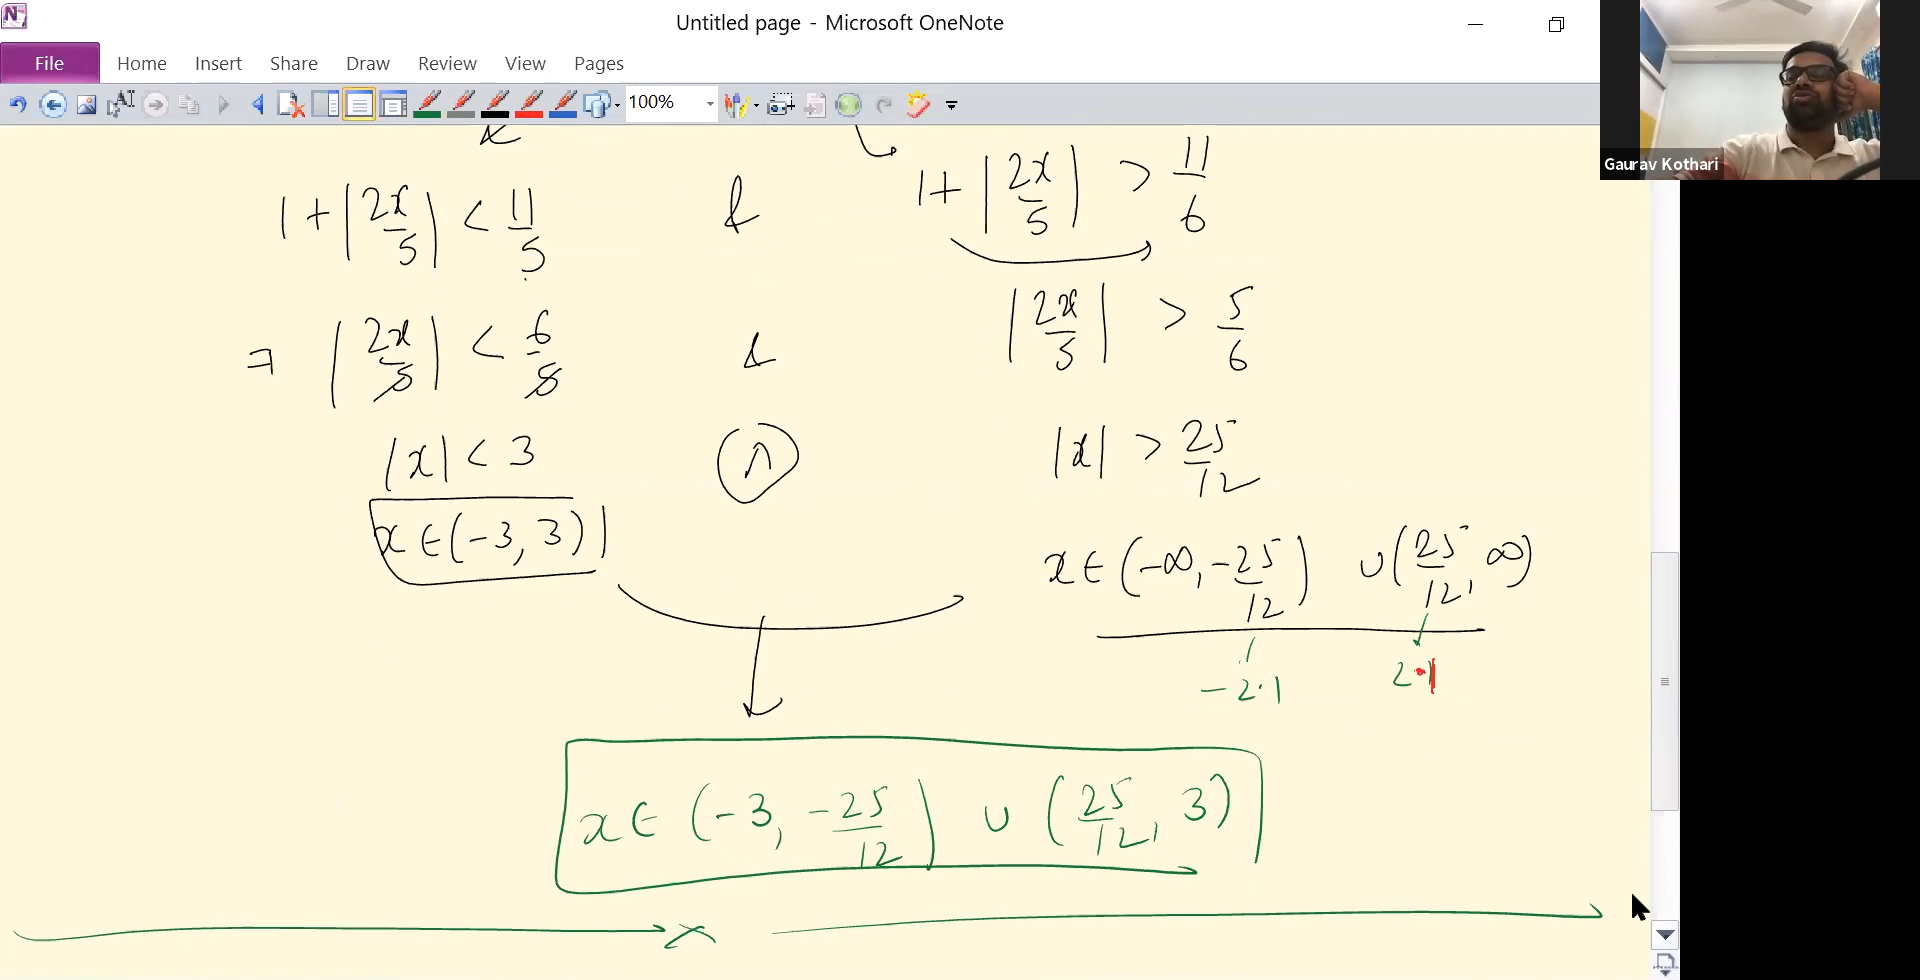 Untitled page - Microsoft OneNote
File Home Insert Share Draw Review View Pages
100%
Gaurav Kothari
1+|2x/5| < 11/5 & 1+|2x/5| > 11/6
⇒ |2x/5| < 6/5 & |2x/5| > 5/6
|x| < 3 ∩ |x| > 25/12
x∈(-3, 3) x∈(-∞, -25/12) ∪(25/12, ∞)
-2.1 2.1
x∈ (-3, -25/12) ∪ (25/12, 3)